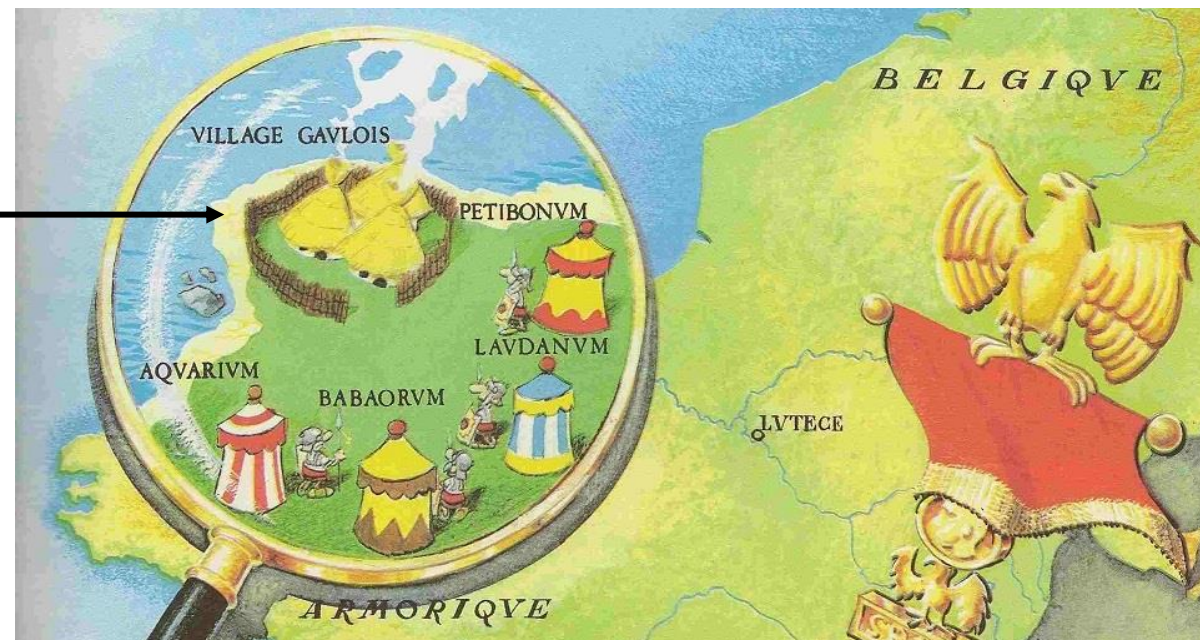 BELGIQVE
VILLAGE GAVLOIS
PETIBONVM
LAVDANVM
AQVARIVM
BABAORVM
LVTECE
ARMORIQVE